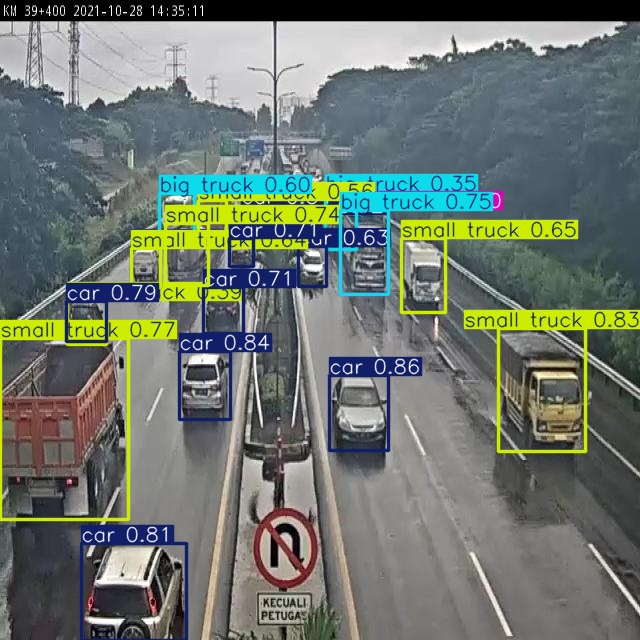 KM 39+400 2021-10-28 14:35:11
big truck 0.60
big truck 0.35
big truck 0.75
small truck 0.74
small truck 0.65
car 0.71
car 0.71
car 0.79
small truck 0.83
small truck 0.77
car 0.84
car 0.86
car 0.81
KECUALI
PETUGAS